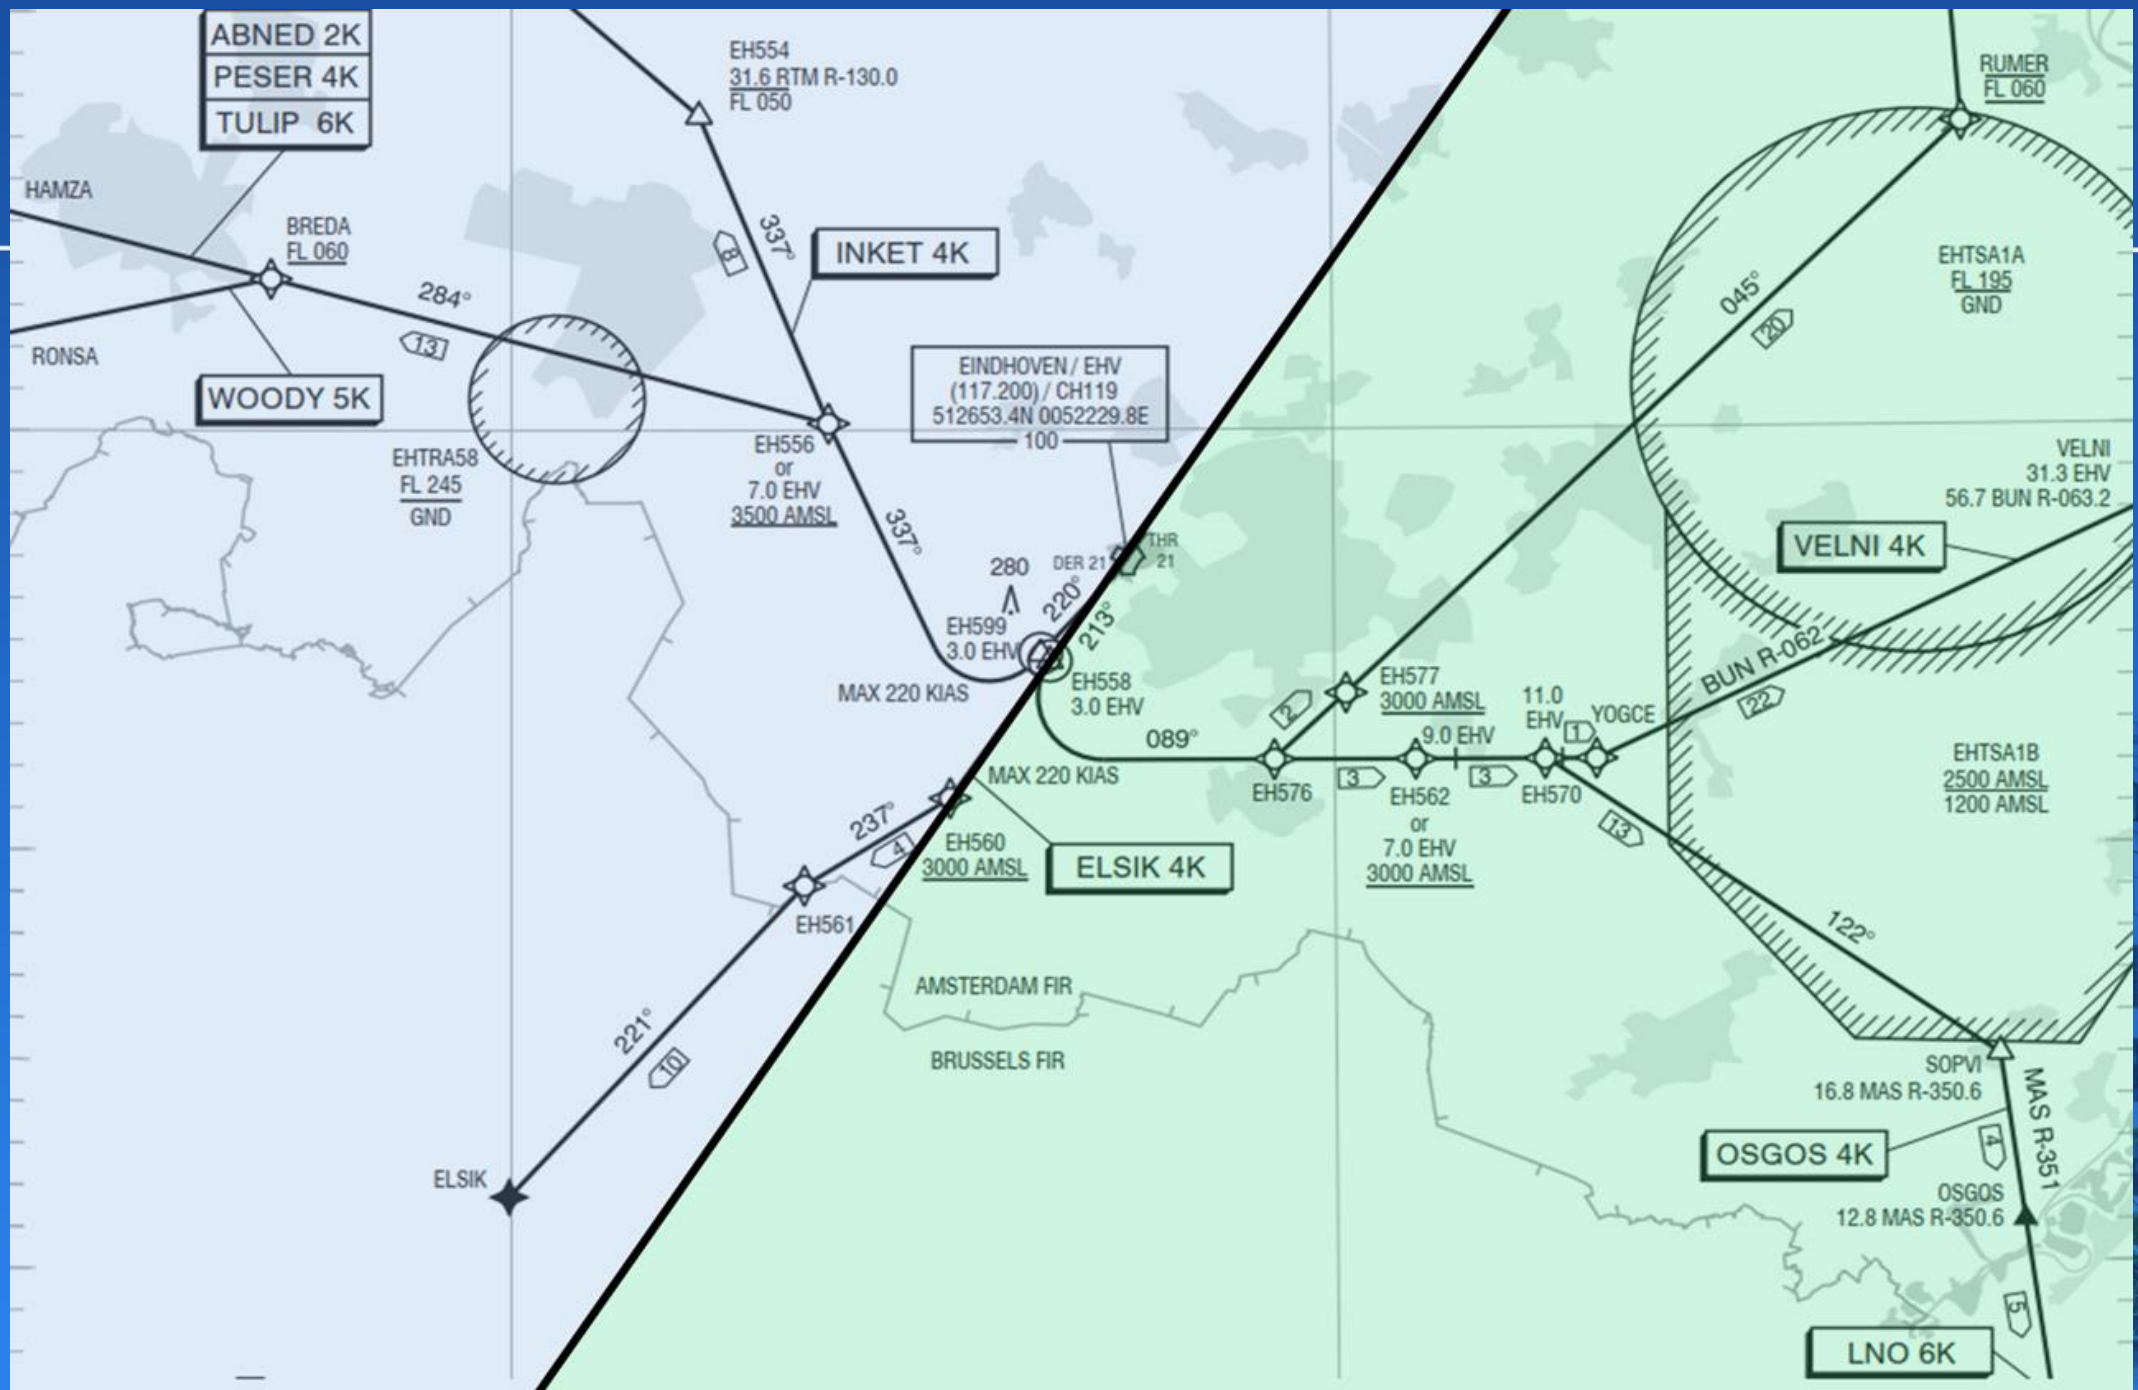 ABNED 2K
PESER 4K
TULIP 6K
EH554
31.6 RTM R-130.0
FL 050
RUMER
FL 060
HAMZA
BREDA
FL 060
337°
8
INKET 4K
EHTSA1A
FL 195
GND
284°
13
045°
20
RONSA
WOODY 5K
EINDHOVEN / EHV
(117.200) / CH119
512653.4N 0052229.8E
100
EHTRA58
FL 245
GND
EH556
or
7.0 EHV
3500 AMSL
VELNI
31.3 EHV
56.7 BUN R-063.2
VELNI 4K
337°
280
DER 21
THR
21
220°
213°
EH599
3.0 EHV
MAX 220 KIAS
EH558
3.0 EHV
EH577
3000 AMSL
2
11.0
EHV
1
YOGCE
BUN R-062
22
089°
9.0 EHV
MAX 220 KIAS
EH576
3
EH562
or
7.0 EHV
3000 AMSL
3
EH570
13
EHTSA1B
2500 AMSL
1200 AMSL
237°
4
EH560
3000 AMSL
ELSIK 4K
EH561
122°
AMSTERDAM FIR
BRUSSELS FIR
221°
10
ELSIK
SOPVI
16.8 MAS R-350.6
MAS R-351
4
OSGOS 4K
OSGOS
12.8 MAS R-350.6
5
LNO 6K